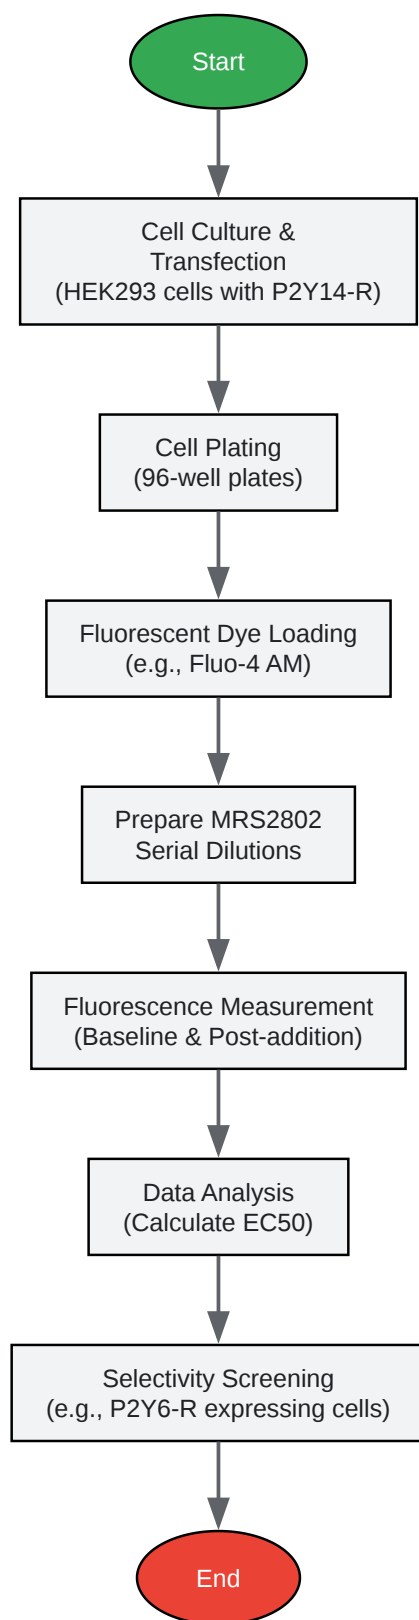 Start
Cell Culture &
Transfection
(HEK293 cells with P2Y14-R)
Cell Plating
(96-well plates)
Fluorescent Dye Loading
(e.g., Fluo-4 AM)
Prepare MRS2802
Serial Dilutions
Fluorescence Measurement
(Baseline & Post-addition)
Data Analysis
(Calculate EC50)
Selectivity Screening
(e.g., P2Y6-R expressing cells)
End